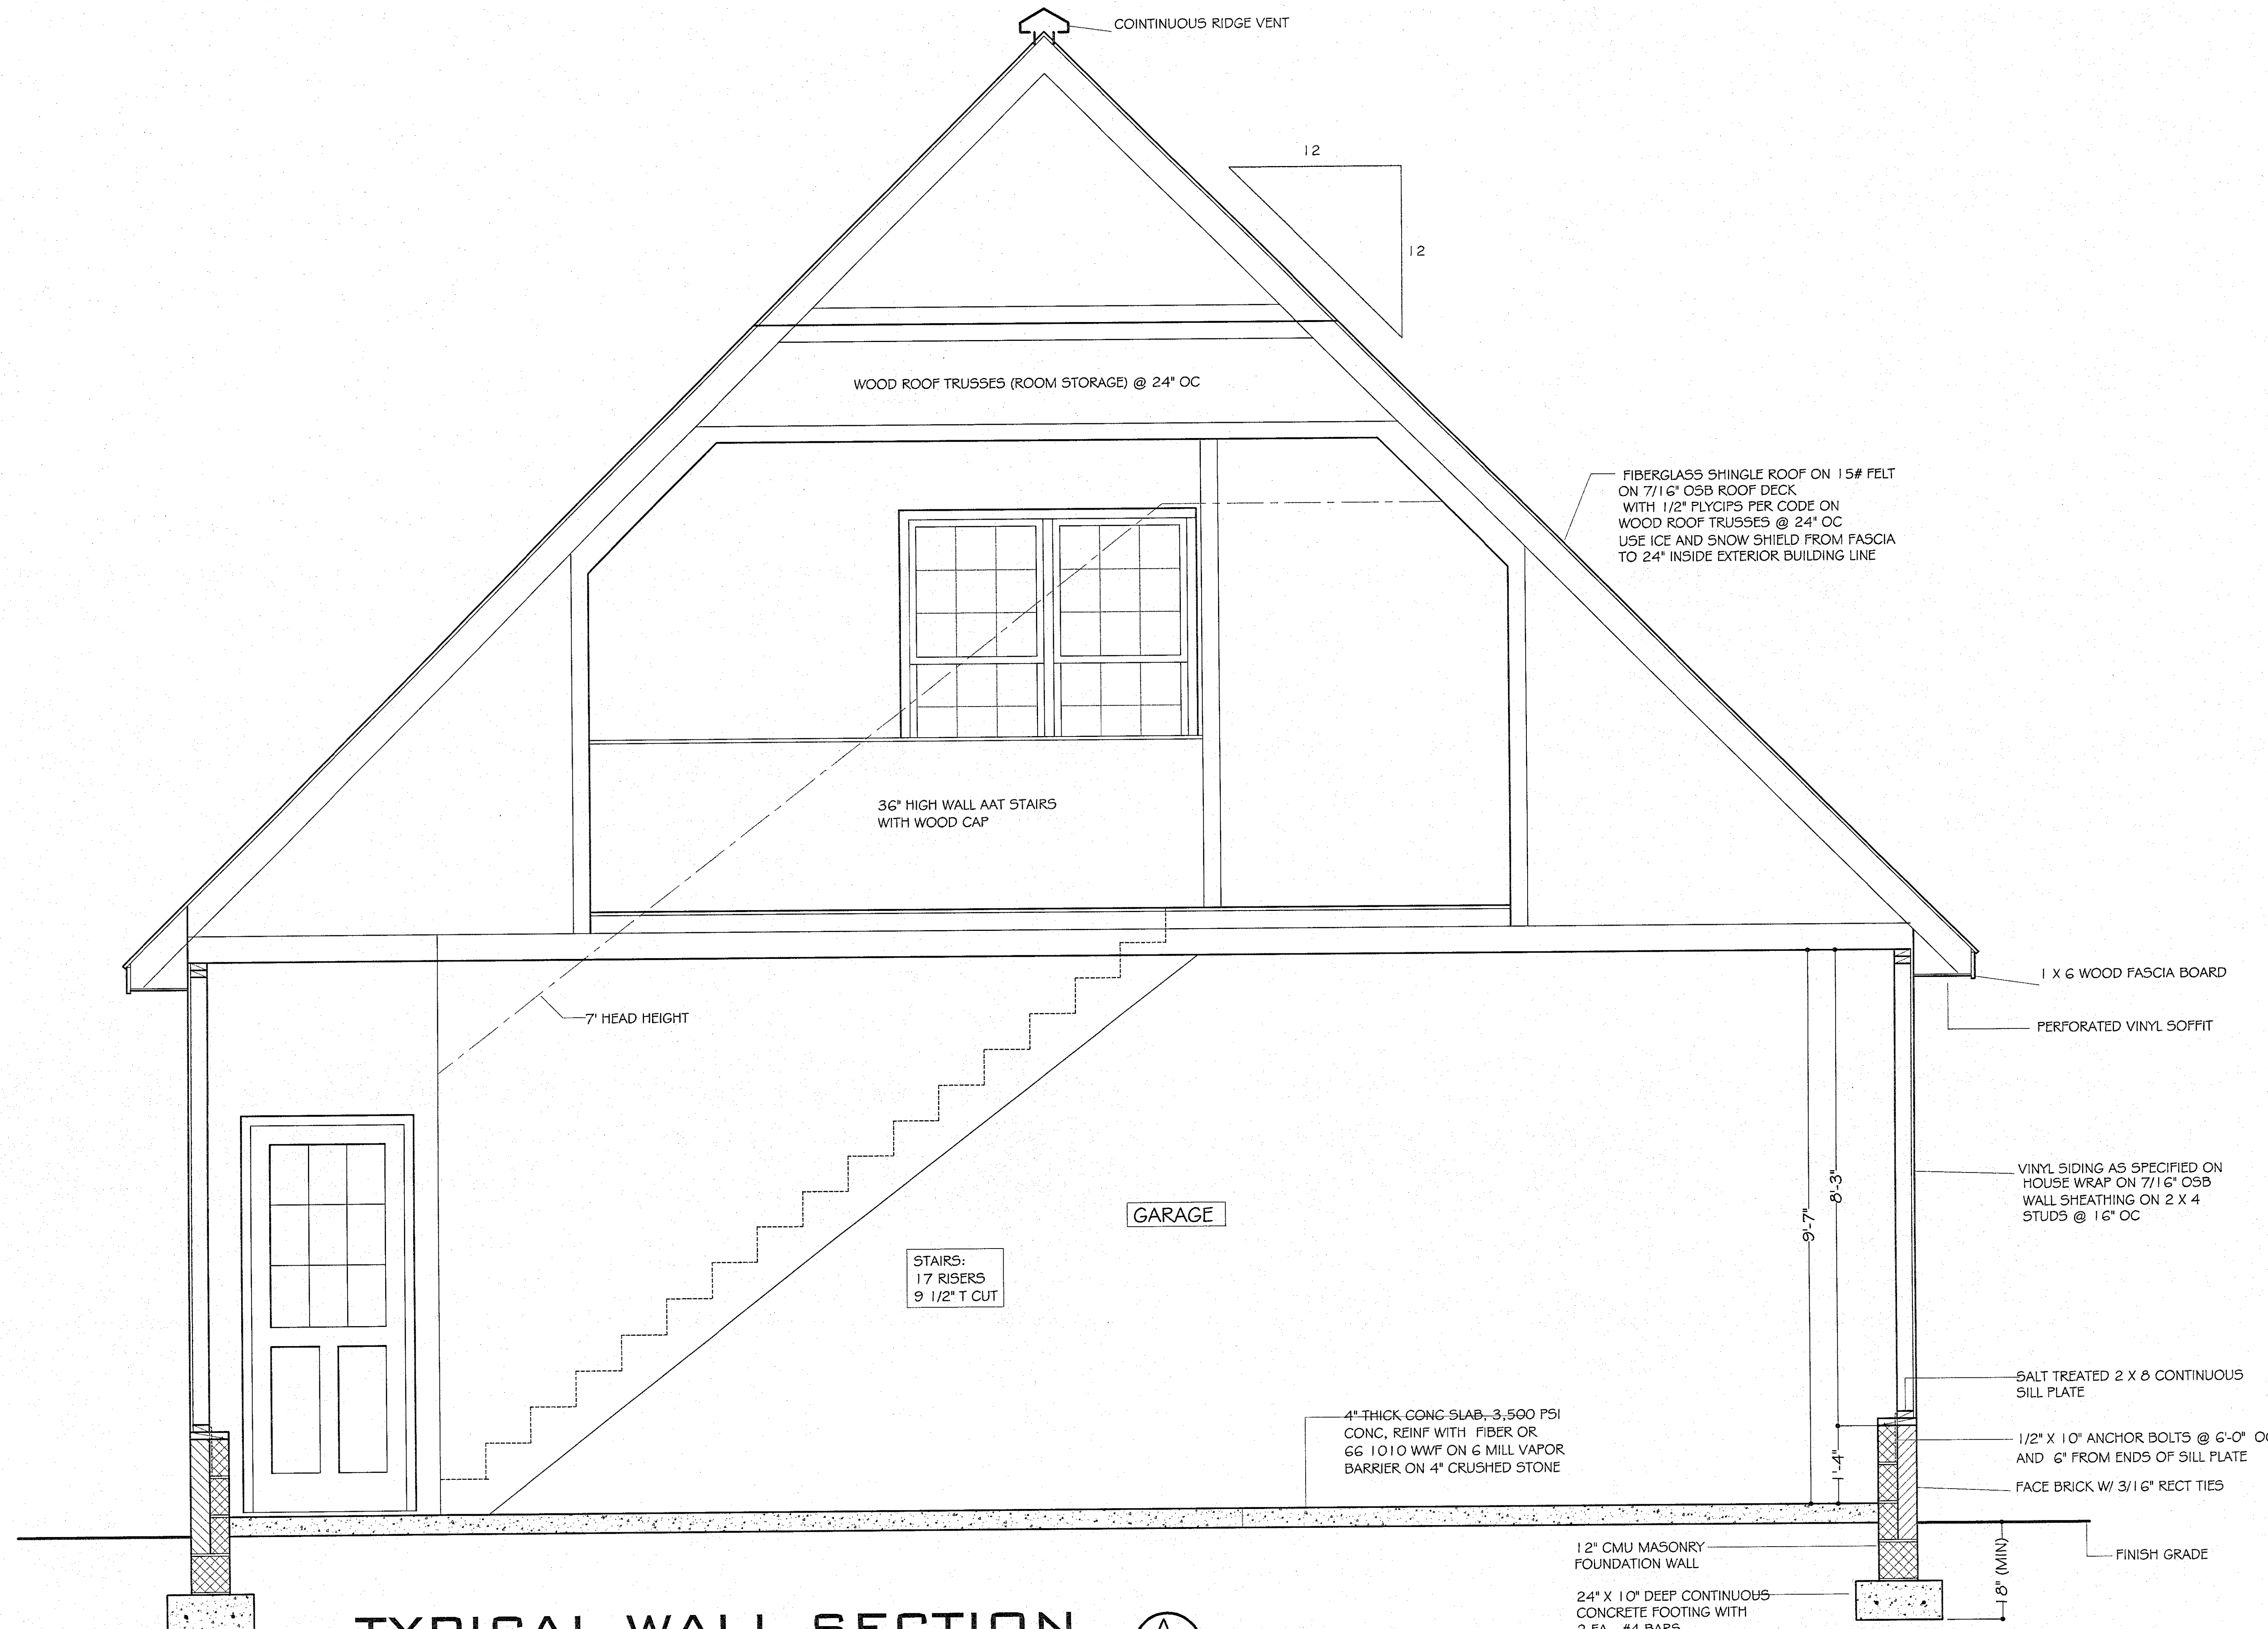 COINTINUOUS RIDGE VENT
12
12
WOOD ROOF TRUSSES (ROOM STORAGE) @ 24" OC
FIBERGLASS SHINGLE ROOF ON 15# FELT
ON 7/16" OSB ROOF DECK
WITH 1/2" PLYCIPS PER CODE ON
WOOD ROOF TRUSSES @ 24" OC
USE ICE AND SNOW SHIELD FROM FASCIA
TO 24" INSIDE EXTERIOR BUILDING LINE
36" HIGH WALL AAT STAIRS
WITH WOOD CAP
1 X 6 WOOD FASCIA BOARD
7' HEAD HEIGHT
PERFORATED VINYL SOFFIT
VINYL SIDING AS SPECIFIED ON
HOUSE WRAP ON 7/16" OSB
WALL SHEATHING ON 2 X 4
STUDS @ 16" OC
8'-3"
9'-7"
GARAGE
STAIRS:
17 RISERS
9 1/2" T CUT
SALT TREATED 2 X 8 CONTINUOUS
SILL PLATE
4" THICK CONC SLAB, 3,500 PSI
CONC, REINF WITH FIBER OR
66 1010 WWF ON 6 MILL VAPOR
BARRIER ON 4" CRUSHED STONE
1'-4"
1/2" X 10" ANCHOR BOLTS @ 6'-0"
AND 6" FROM ENDS OF SILL PLATE
FACE BRICK W/ 3/16" RECT TIES
12" CMU MASONRY
FOUNDATION WALL
18" (MIN)
FINISH GRADE
24" X 10" DEEP CONTINUOUS
CONCRETE FOOTING WITH
2 EA #4 BARS
TYPICAL WALL SECTION
A